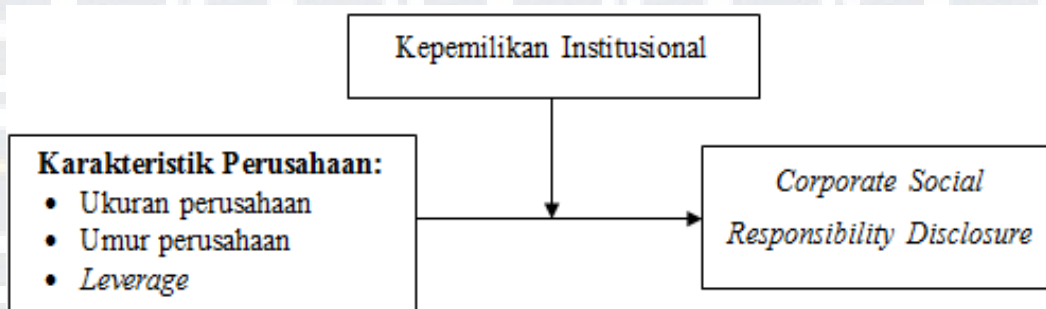 Kepemilikan Institusional
Karakteristik Perusahaan:
• Ukuran perusahaan
• Umur perusahaan
• Leverage
Corporate Social
Responsibility Disclosure